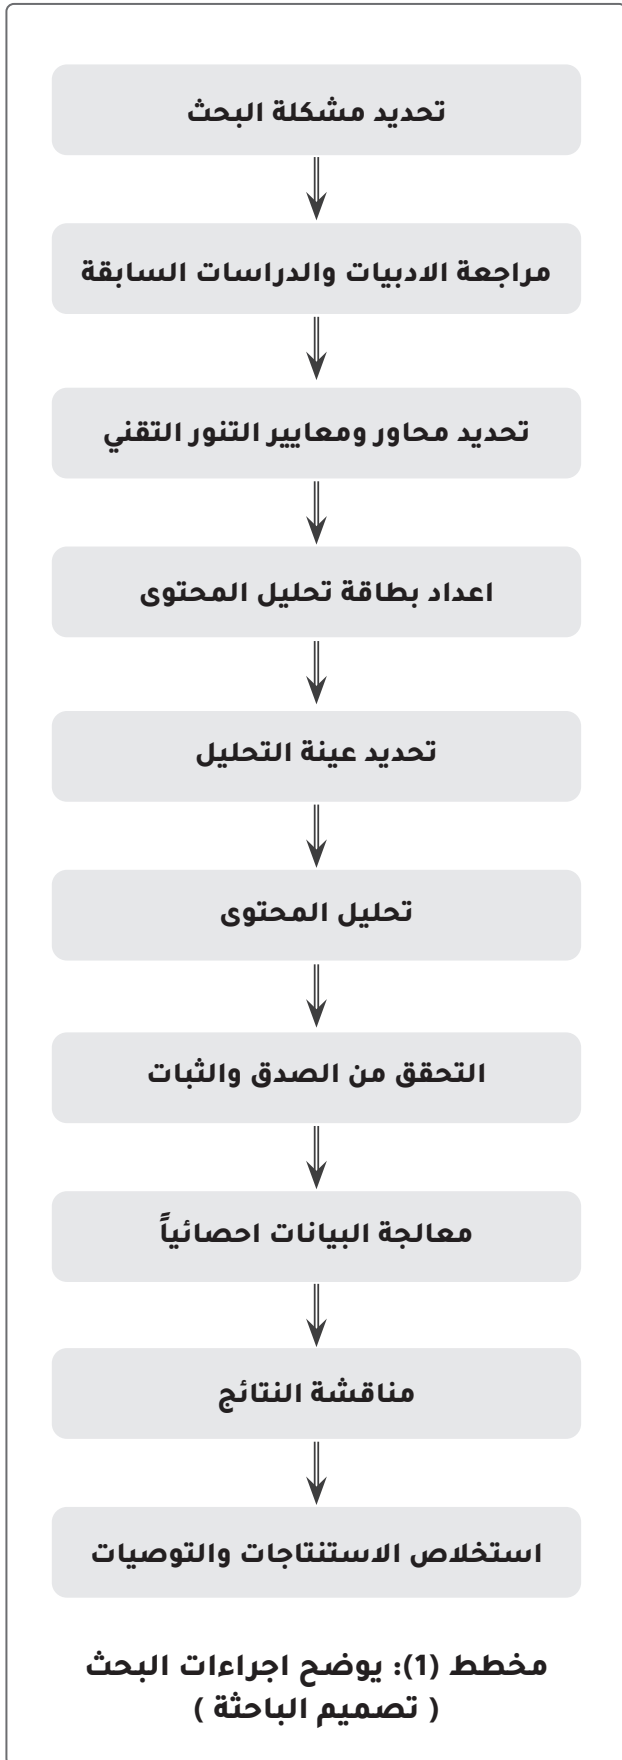 تحديد مشكلة البحث
مراجعة الادبيات والدراسات السابقة
تحديد محاور ومعايير التنور التقني
اعداد بطاقة تحليل المحتوى
تحديد عينة التحليل
تحليل المحتوى
التحقق من الصدق والثبات
معالجة البيانات احصائياً
مناقشة النتائج
استخلاص الاستنتاجات والتوصيات
مخطط (1): يوضح اجراءات البحث
( تصميم الباحثة )